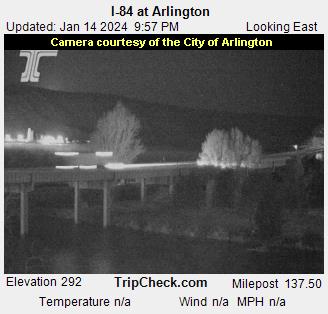 I-84 at Arlington
Updated: Jan 14 2024 9:57 PM Looking East
Camera courtesy of the City of Arlington
Elevation 292 TripCheck.com Milepost 137.50
Temperature n/a Wind n/a MPH n/a